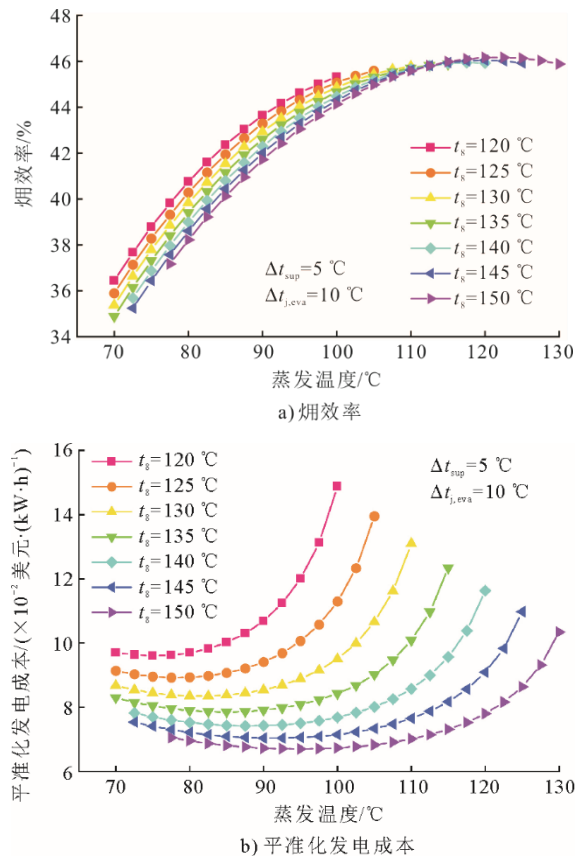 48
46
44
42
40
38
36
34
㶲效率/%
t8=120 ℃
t8=125 ℃
t8=130 ℃
t8=135 ℃
t8=140 ℃
t8=145 ℃
t8=150 ℃
Δtsup=5 ℃
Δtj,eva=10 ℃
70 80 90 100 110 120 130
蒸发温度/℃
a) 㶲效率
16
14
12
10
8
6
平准化发电成本/(×10⁻² 美元·(kW·h)⁻¹)
t8=120 ℃
t8=125 ℃
t8=130 ℃
t8=135 ℃
t8=140 ℃
t8=145 ℃
t8=150 ℃
Δtsup=5 ℃
Δtj,eva=10 ℃
70 80 90 100 110 120 130
蒸发温度/℃
b) 平准化发电成本